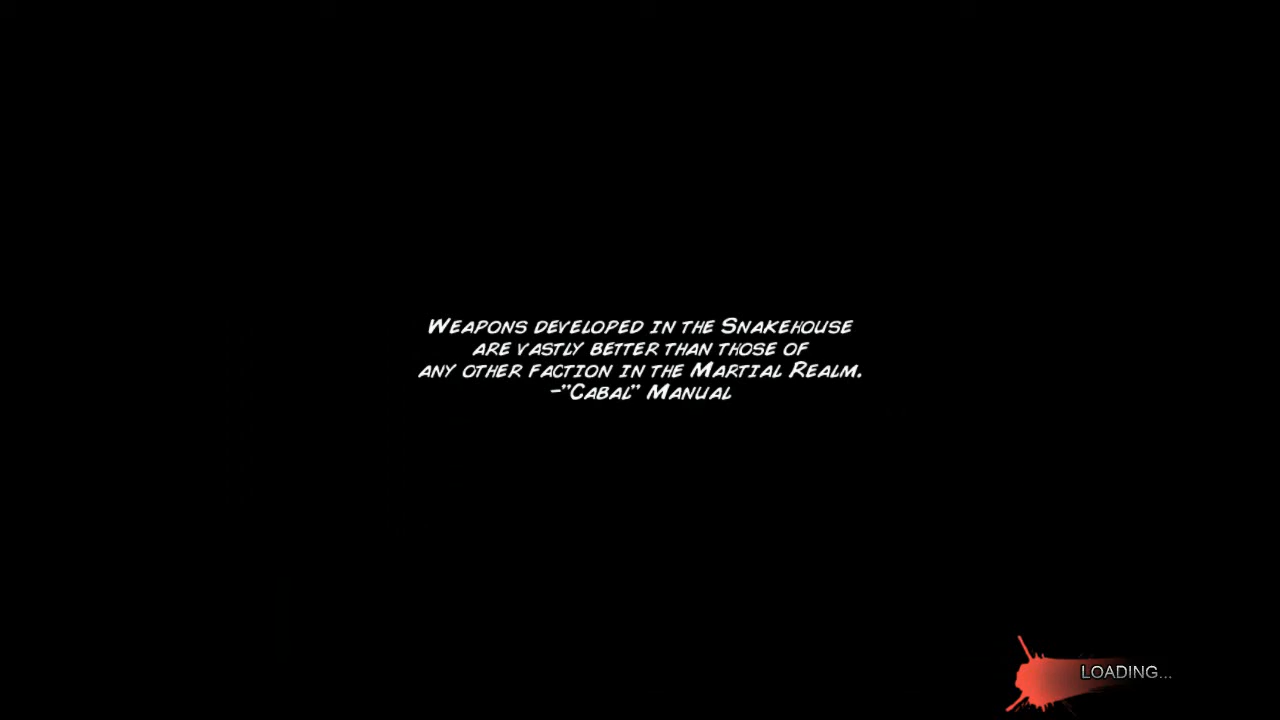 Weapons developed in the Snakehouse
are vastly better than those of
any other faction in the Martial Realm.
-"Cabal" Manual
LOADING...